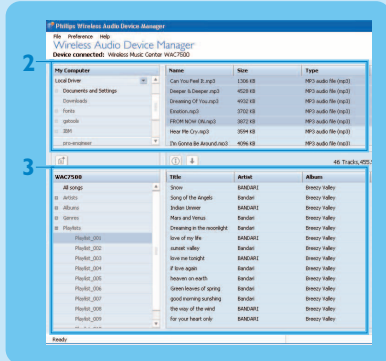 Philips Wireless Audio Device Manager
File Preference Help
Wireless Audio Device Manager
Device connected: Wireless Music Center WAC7500
2
My Computer Name Size Type
Local Driver Can You Feel It.mp3 1306 KB MP3 audio file (mp3)
Documents and Settings Deeper & Deeper.mp3 4528 KB MP3 audio file (mp3)
Downloads Dreaming Of You.mp3 4932 KB MP3 audio file (mp3)
Fonts Emotion.mp3 3702 KB MP3 audio file (mp3)
gstools FROM NOW ON.mp3 3972 KB MP3 audio file (mp3)
IBM Hear Me Cry.mp3 3594 KB MP3 audio file (mp3)
pro-engineer I'm Gonna Be Around.mp3 4096 KB MP3 audio file (mp3)
46 Tracks,455.
3
WAC7500 Title Artist Album
All songs Snow BANDARI Breezy Valley
Artists Song of the Angels Bandari Breezy Valley
Albums Indian Unwer Bandari Breezy Valley
Genres Mars and Venus Bandari Breezy Valley
Playlists Dreaming in the moonlight Bandari Breezy Valley
Playlist_001 love of my life BANDARI Breezy Valley
Playlist_002 sunset valley Bandari Breezy Valley
Playlist_003 love me tonight Bandari Breezy Valley
Playlist_004 if love again Bandari Breezy Valley
Playlist_005 heaven on earth Bandari Breezy Valley
Playlist_006 Green leaves of spring Bandari Breezy Valley
Playlist_007 good morning sunshing Bandari Breezy Valley
Playlist_008 the way of the wind BANDARI Breezy Valley
Playlist_009 for your heart only BANDARI Breezy Valley
Ready